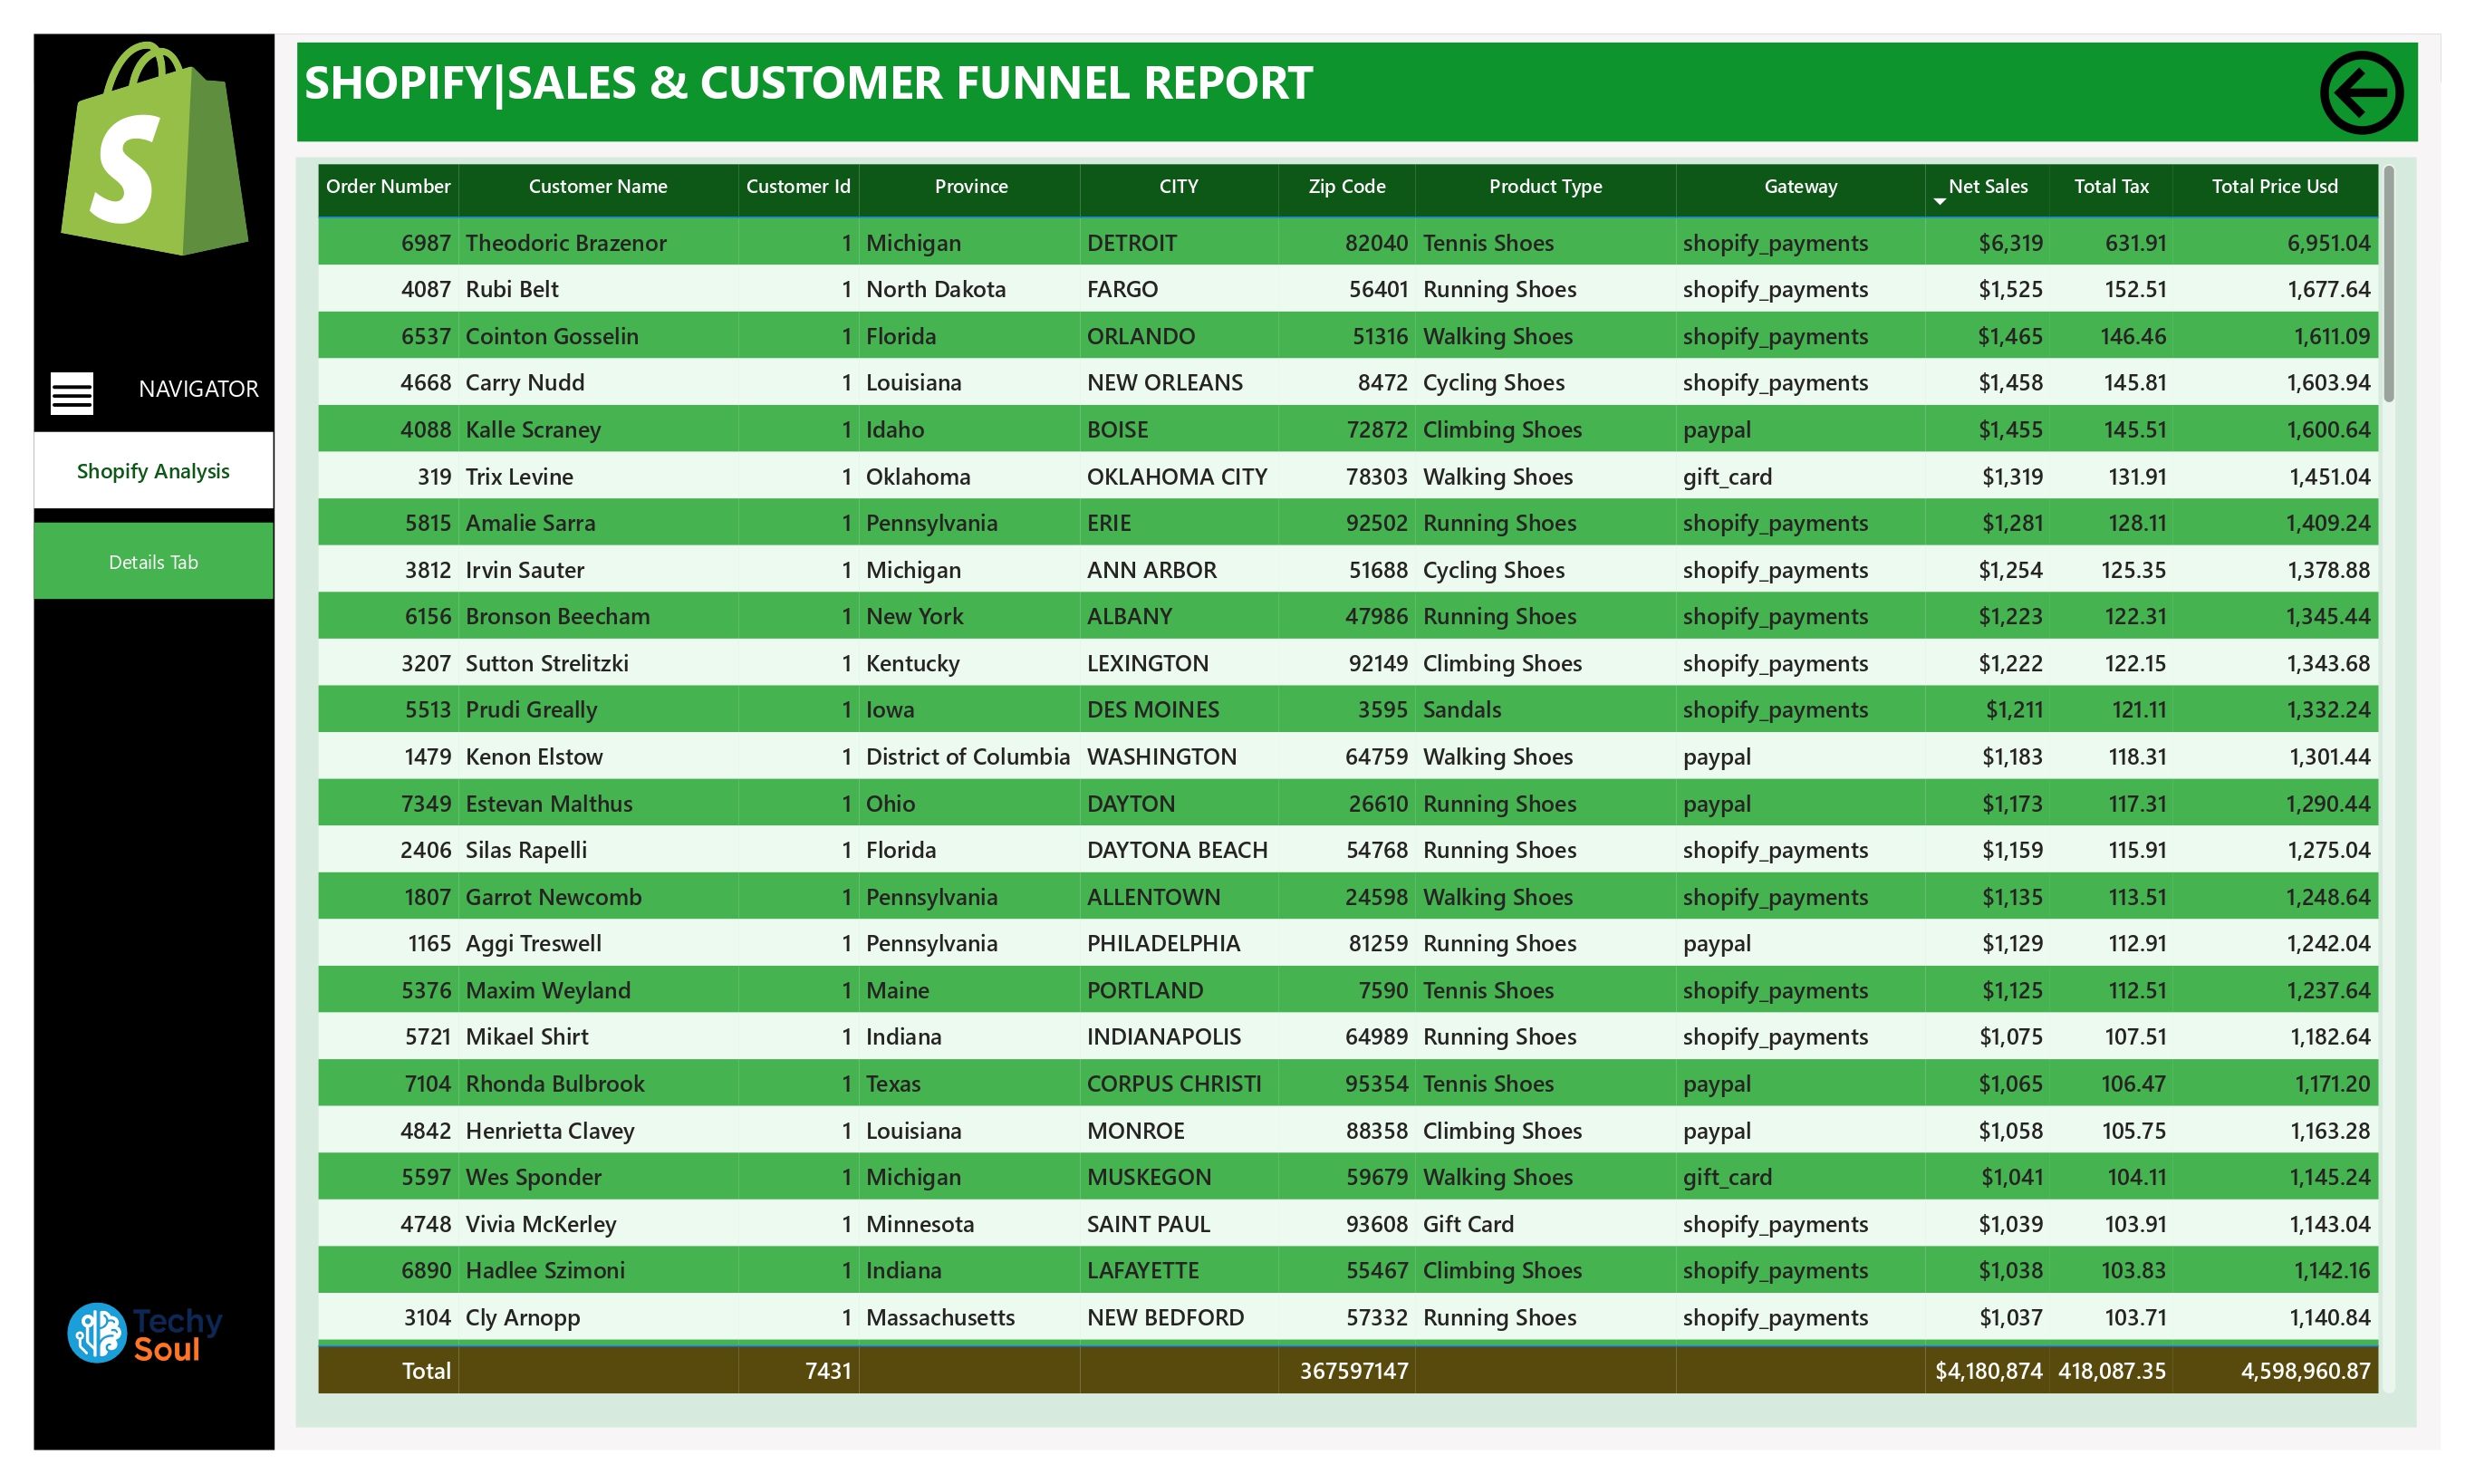 SHOPIFY|SALES & CUSTOMER FUNNEL REPORT
NAVIGATOR
Shopify Analysis
Details Tab
Techy
Soul
Order Number Customer Name Customer Id Province CITY Zip Code Product Type Gateway Net Sales Total Tax Total Price Usd
6987 Theodoric Brazenor 1 Michigan DETROIT 82040 Tennis Shoes shopify_payments $6,319 631.91 6,951.04
4087 Rubi Belt 1 North Dakota FARGO 56401 Running Shoes shopify_payments $1,525 152.51 1,677.64
6537 Cointon Gosselin 1 Florida ORLANDO 51316 Walking Shoes shopify_payments $1,465 146.46 1,611.09
4668 Carry Nudd 1 Louisiana NEW ORLEANS 8472 Cycling Shoes shopify_payments $1,458 145.81 1,603.94
4088 Kalle Scraney 1 Idaho BOISE 72872 Climbing Shoes paypal $1,455 145.51 1,600.64
319 Trix Levine 1 Oklahoma OKLAHOMA CITY 78303 Walking Shoes gift_card $1,319 131.91 1,451.04
5815 Amalie Sarra 1 Pennsylvania ERIE 92502 Running Shoes shopify_payments $1,281 128.11 1,409.24
3812 Irvin Sauter 1 Michigan ANN ARBOR 51688 Cycling Shoes shopify_payments $1,254 125.35 1,378.88
6156 Bronson Beecham 1 New York ALBANY 47986 Running Shoes shopify_payments $1,223 122.31 1,345.44
3207 Sutton Strelitzki 1 Kentucky LEXINGTON 92149 Climbing Shoes shopify_payments $1,222 122.15 1,343.68
5513 Prudi Greally 1 Iowa DES MOINES 3595 Sandals shopify_payments $1,211 121.11 1,332.24
1479 Kenon Elstow 1 District of Columbia WASHINGTON 64759 Walking Shoes paypal $1,183 118.31 1,301.44
7349 Estevan Malthus 1 Ohio DAYTON 26610 Running Shoes paypal $1,173 117.31 1,290.44
2406 Silas Rapelli 1 Florida DAYTONA BEACH 54768 Running Shoes shopify_payments $1,159 115.91 1,275.04
1807 Garrot Newcomb 1 Pennsylvania ALLENTOWN 24598 Walking Shoes shopify_payments $1,135 113.51 1,248.64
1165 Aggi Treswell 1 Pennsylvania PHILADELPHIA 81259 Running Shoes paypal $1,129 112.91 1,242.04
5376 Maxim Weyland 1 Maine PORTLAND 7590 Tennis Shoes shopify_payments $1,125 112.51 1,237.64
5721 Mikael Shirt 1 Indiana INDIANAPOLIS 64989 Running Shoes shopify_payments $1,075 107.51 1,182.64
7104 Rhonda Bulbrook 1 Texas CORPUS CHRISTI 95354 Tennis Shoes paypal $1,065 106.47 1,171.20
4842 Henrietta Clavey 1 Louisiana MONROE 88358 Climbing Shoes paypal $1,058 105.75 1,163.28
5597 Wes Sponder 1 Michigan MUSKEGON 59679 Walking Shoes gift_card $1,041 104.11 1,145.24
4748 Vivia McKerley 1 Minnesota SAINT PAUL 93608 Gift Card shopify_payments $1,039 103.91 1,143.04
6890 Hadlee Szimoni 1 Indiana LAFAYETTE 55467 Climbing Shoes shopify_payments $1,038 103.83 1,142.16
3104 Cly Arnopp 1 Massachusetts NEW BEDFORD 57332 Running Shoes shopify_payments $1,037 103.71 1,140.84
Total 7431 367597147 $4,180,874 418,087.35 4,598,960.87